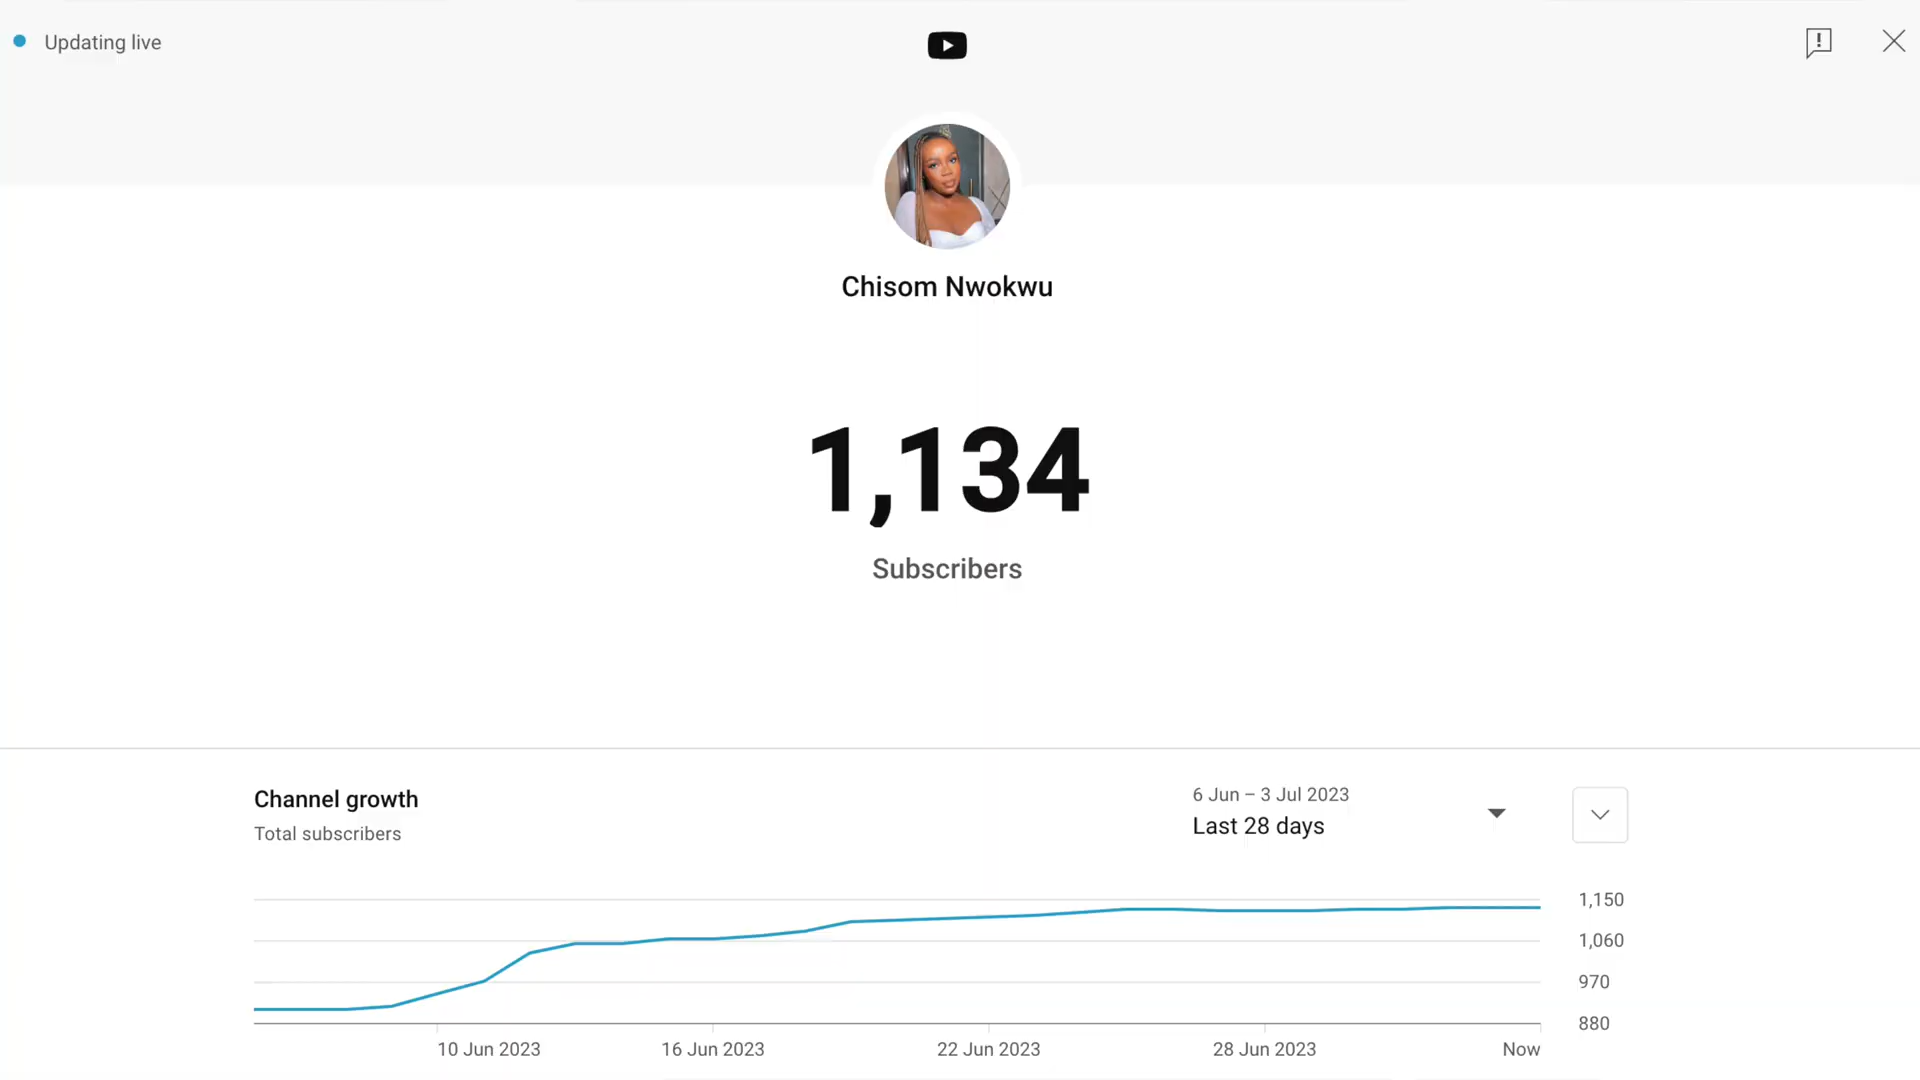 Updating live
Chisom Nwokwu
1,134
Subscribers
Channel growth
Total subscribers
6 Jun – 3 Jul 2023
Last 28 days
1,150
1,060
970
880
10 Jun 2023
16 Jun 2023
22 Jun 2023
28 Jun 2023
Now